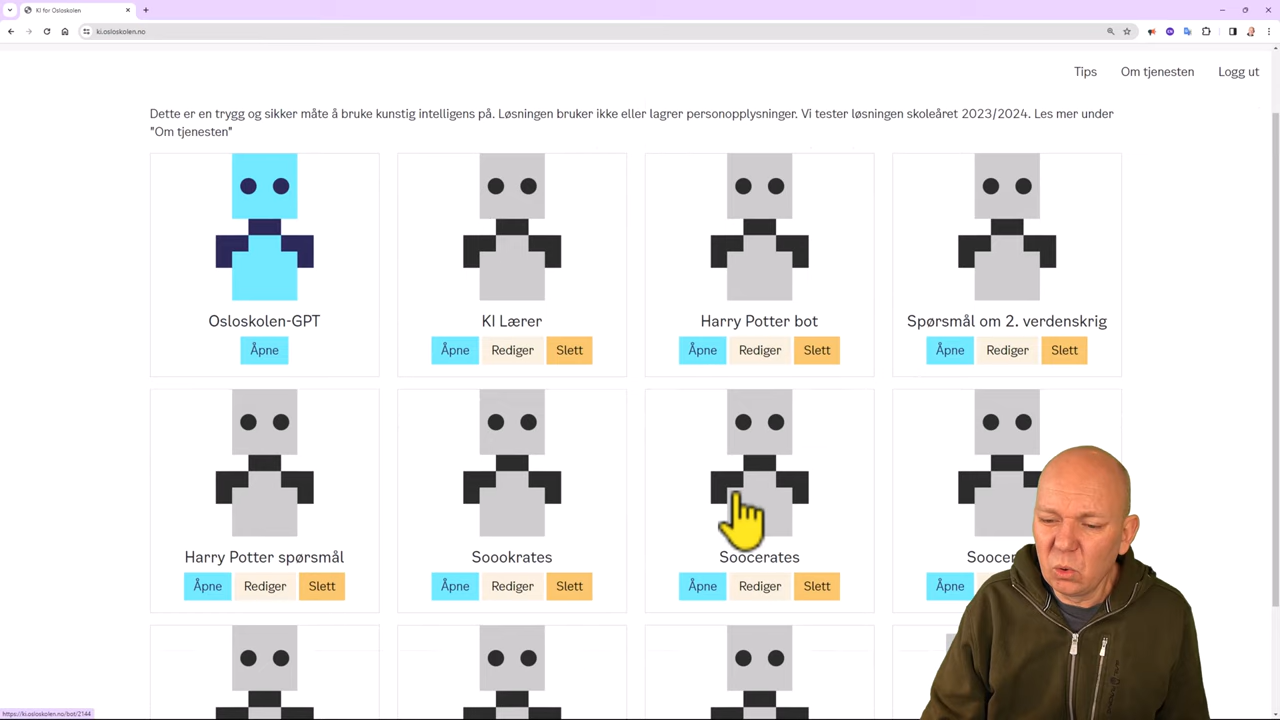 KI for Osloskolen
ki.osloskolen.no
Tips
Om tjenesten
Logg ut
Dette er en trygg og sikker måte å bruke kunstig intelligens på. Løsningen bruker ikke eller lagrer personopplysninger. Vi tester løsningen skoleåret 2023/2024. Les mer under
"Om tjenesten"
Osloskolen-GPT
KI Lærer
Harry Potter bot
Spørsmål om 2. verdenskrig
Åpne
Åpne Rediger Slett
Åpne Rediger Slett
Åpne Rediger Slett
Harry Potter spørsmål
Soookrates
Soocerates
Åpne Rediger Slett
Åpne Rediger Slett
Åpne Rediger Slett
Åpne
https://ki.osloskolen.no/bot/2144